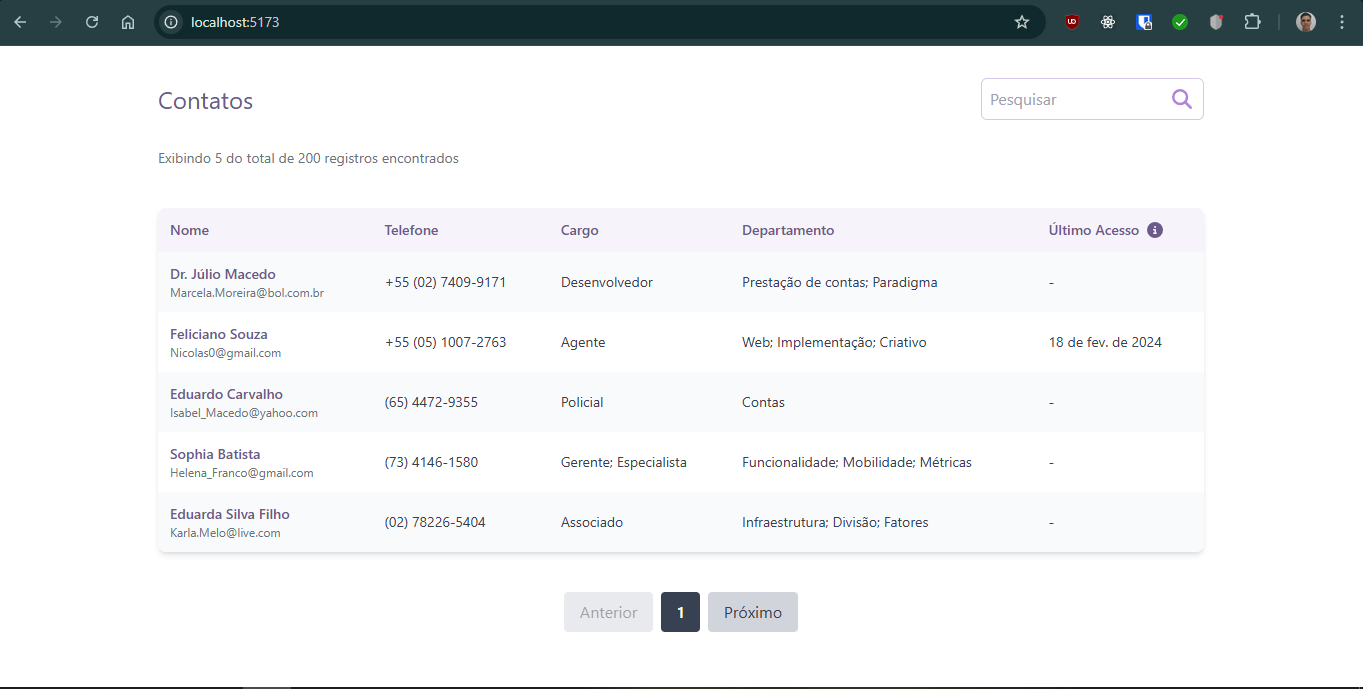 localhost:5173
Contatos
Pesquisar
Exibindo 5 do total de 200 registros encontrados
Nome Telefone Cargo Departamento Último Acesso
Dr. Júlio Macedo
Marcela.Moreira@bol.com.br
+55 (02) 7409-9171 Desenvolvedor Prestação de contas; Paradigma -
Feliciano Souza
Nicolas0@gmail.com
+55 (05) 1007-2763 Agente Web; Implementação; Criativo 18 de fev. de 2024
Eduardo Carvalho
Isabel_Macedo@yahoo.com
(65) 4472-9355 Policial Contas -
Sophia Batista
Helena_Franco@gmail.com
(73) 4146-1580 Gerente; Especialista Funcionalidade; Mobilidade; Métricas -
Eduarda Silva Filho
Karla.Melo@live.com
(02) 78226-5404 Associado Infraestrutura; Divisão; Fatores -
Anterior 1 Próximo